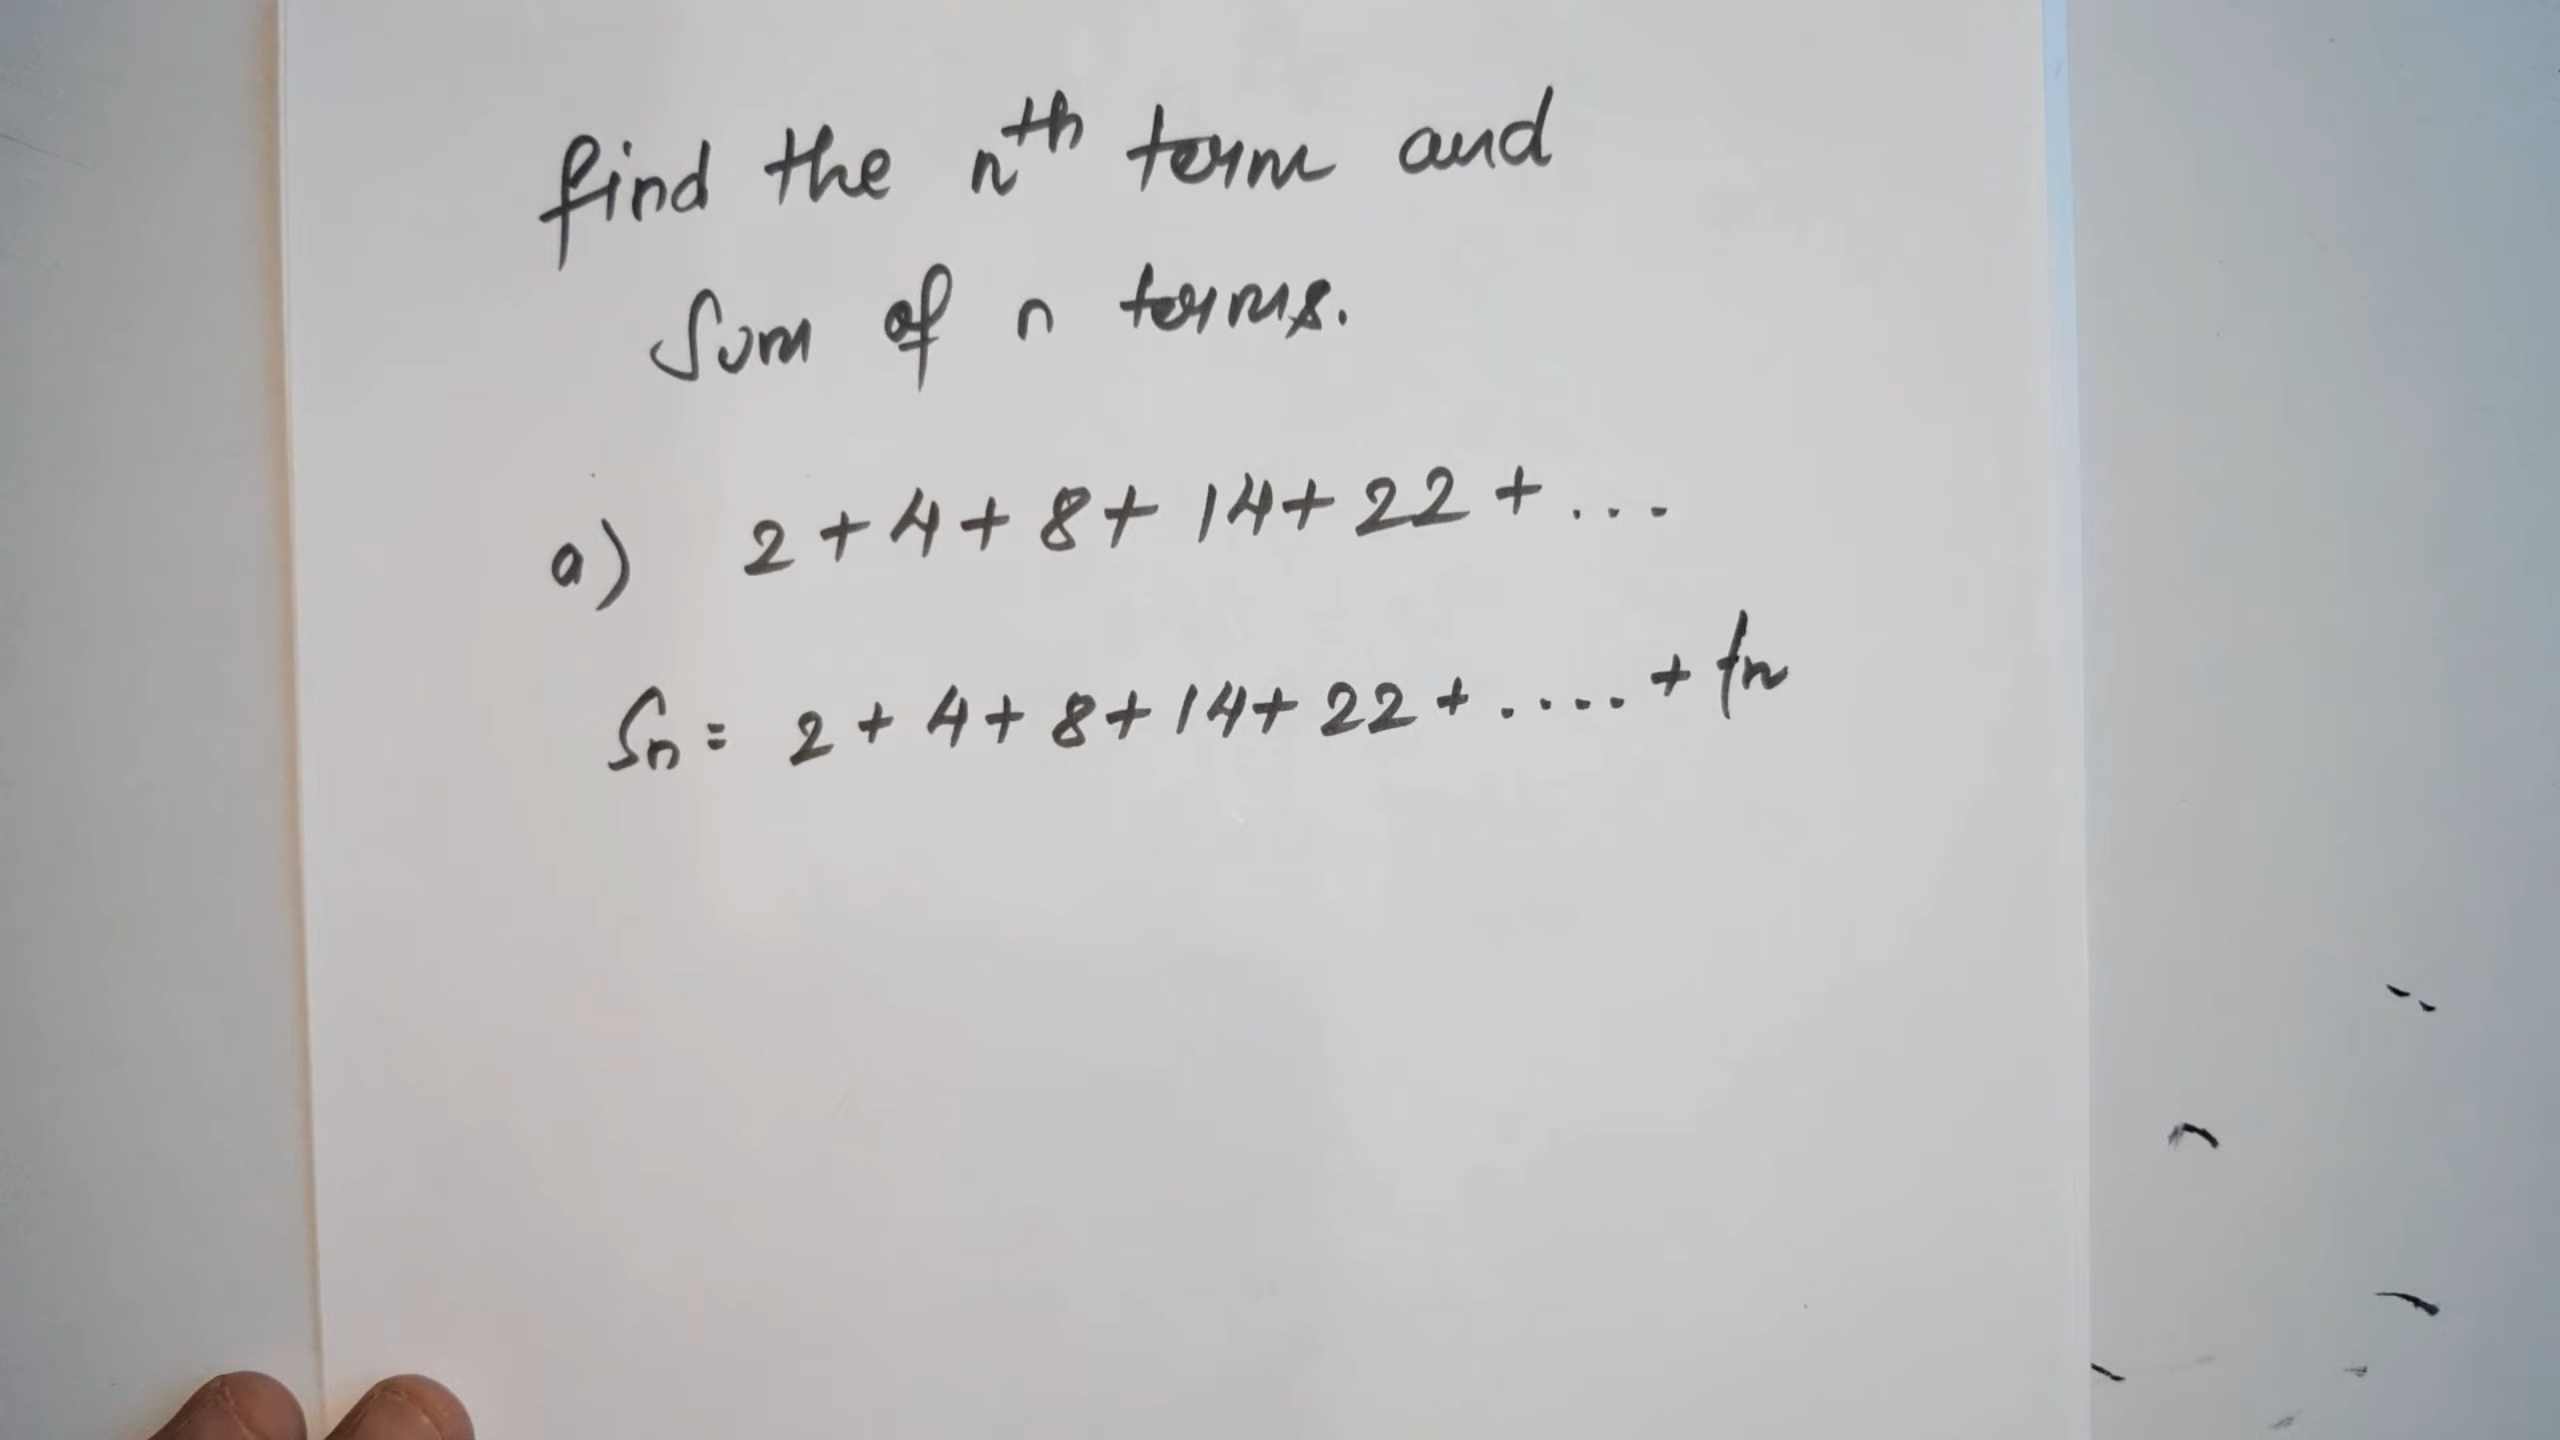 find the nᵗʰ term and
Sum of n terms.
a) 2 + 4 + 8 + 14 + 22 + ...
Sn = 2 + 4 + 8 + 14 + 22 + .... + tn